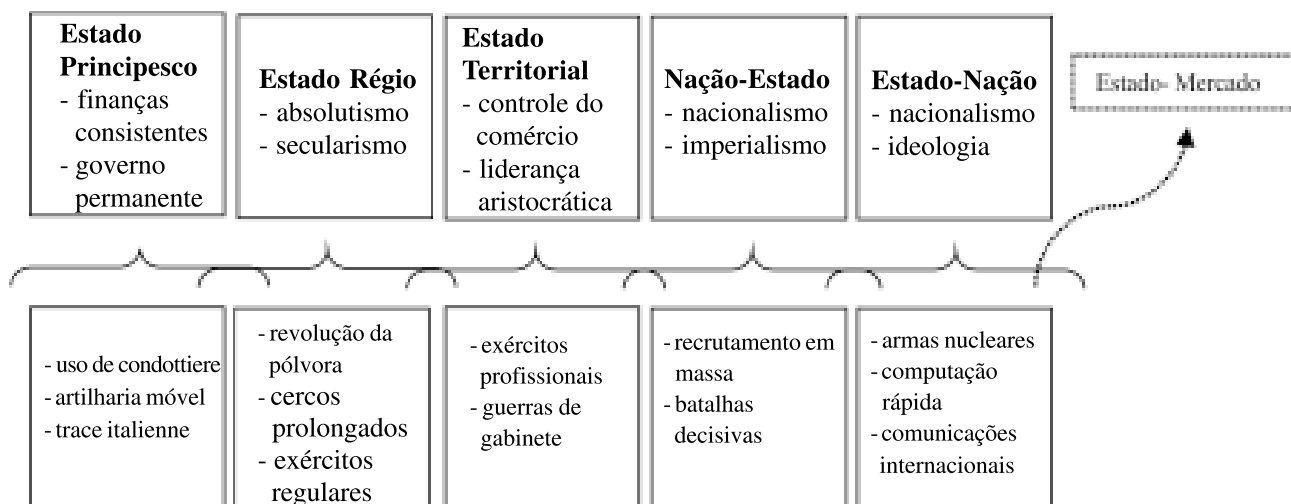 Estado
Principesco
- finanças
consistentes
- governo
permanente
Estado Régio
- absolutismo
- secularismo
Estado
Territorial
- controle do
comércio
- liderança
aristocrática
Nação-Estado
- nacionalismo
- imperialismo
Estado-Nação
- nacionalismo
- ideologia
Estado- Mercado
- uso de condottiere
- artilharia móvel
- trace italienne
- revolução da
pólvora
- cercos
prolongados
- exércitos
regulares
- exércitos
profissionais
- guerras de
gabinete
- recrutamento em
massa
- batalhas
decisivas
- armas nucleares
- computação
rápida
- comunicações
internacionais